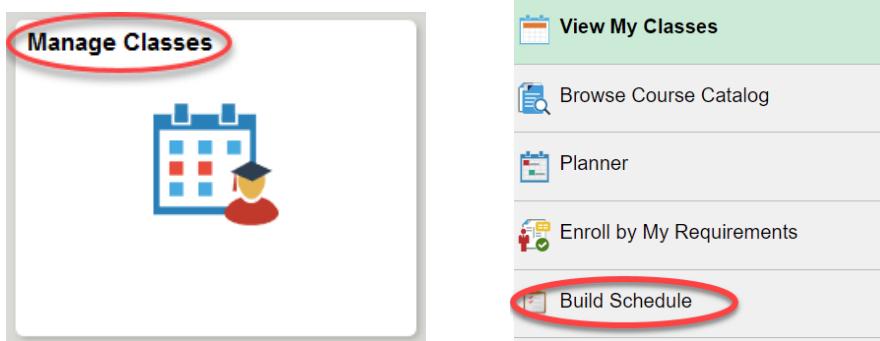 Manage Classes
View My Classes
Browse Course Catalog
Planner
Enroll by My Requirements
Build Schedule